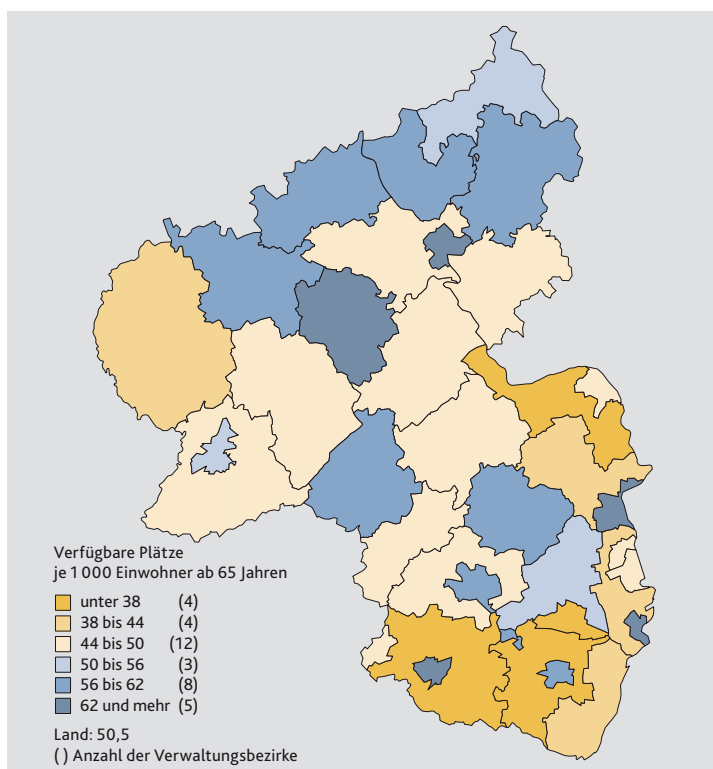 Verfügbare Plätze
je 1 000 Einwohner ab 65 Jahren
unter 38 (4)
38 bis 44 (4)
44 bis 50 (12)
50 bis 56 (3)
56 bis 62 (8)
62 und mehr (5)
Land: 50,5
( ) Anzahl der Verwaltungsbezirke